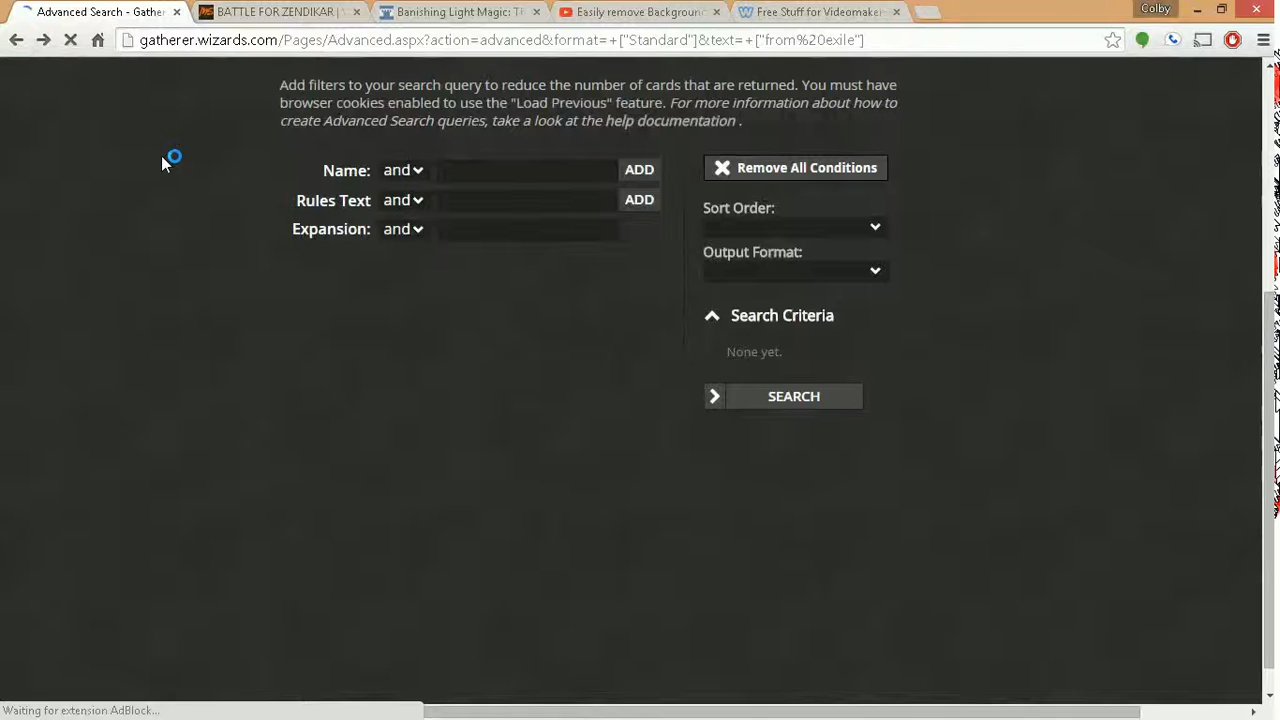 Advanced Search - Gather
BATTLE FOR ZENDIKAR |
Banishing Light Magic: Th
Easily remove Background
Free Stuff for Videomaker
Colby
gatherer.wizards.com/Pages/Advanced.aspx?action=advanced&format=+["Standard"]&text=+["from%20exile"]
Add filters to your search query to reduce the number of cards that are returned. You must have
browser cookies enabled to use the "Load Previous" feature. For more information about how to
create Advanced Search queries, take a look at the help documentation .
Name: and ADD
Rules Text and ADD
Expansion: and
Remove All Conditions
Sort Order:
Output Format:
Search Criteria
None yet.
SEARCH
Waiting for extension AdBlock...